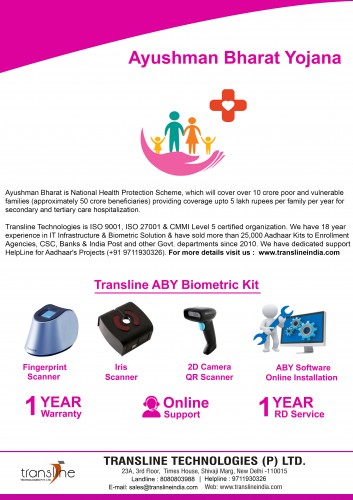 Ayushman Bharat Yojana
Ayushman Bharat is National Health Protection Scheme, which will cover over 10 crore poor and vulnerable
families (approximately 50 crore beneficiaries) providing coverage upto 5 lakh rupees per family per year for
secondary and tertiary care hospitalization.
Transline Technologies is ISO 9001, ISO 27001 & CMMI Level 5 certified organization. We have 18 year
experience in IT Infrastructure & Biometric Solution & have sold more than 25,000 Aadhaar Kits to Enrollment
Agencies, CSC, Banks & India Post and other Govt. departments since 2010. We have dedicated support
HelpLine for Aadhaar's Projects (+91 9711930326). For more details visit us : www.translineindia.com
Transline ABY Biometric Kit
Fingerprint Scanner
Iris Scanner
2D Camera QR Scanner
ABY Software Online Installation
1 YEAR Warranty
Online Support
1 YEAR RD Service
transline
TECHNOLOGIES PVT. LTD.
TRANSLINE TECHNOLOGIES (P) LTD.
23A, 3rd Floor, Times House, Shivaji Marg, New Delhi -110015
Landline : 8080803988 | Helpline : 9711930326
E-mail: sales@translineindia.com Web: www.translineindia.com